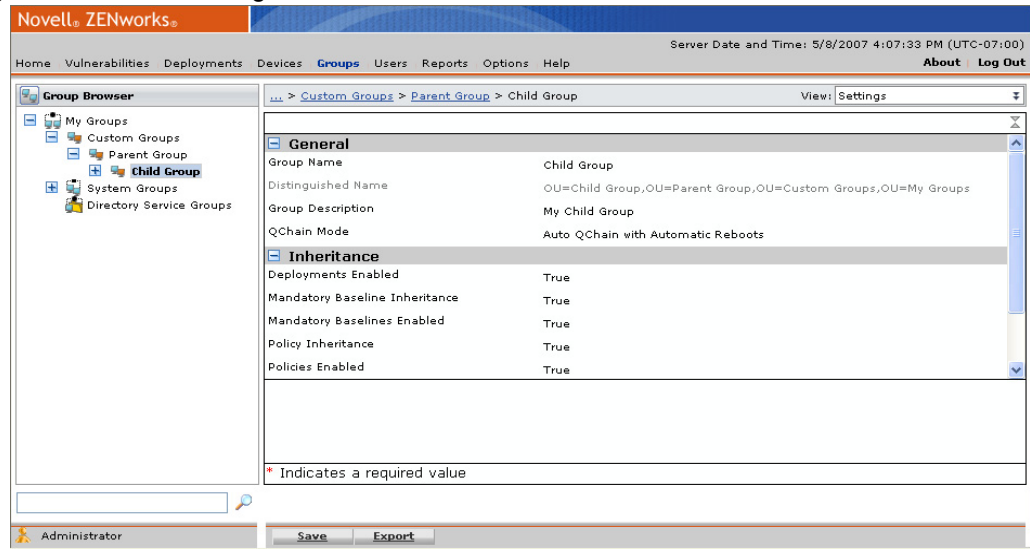 Novell® ZENworks®
Server Date and Time: 5/8/2007 4:07:33 PM (UTC-07:00)
Home Vulnerabilities Deployments Devices Groups Users Reports Options Help About | Log Out
Group Browser
... > Custom Groups > Parent Group > Child Group View: Settings
My Groups
Custom Groups
Parent Group
Child Group
System Groups
Directory Service Groups
General
Group Name Child Group
Distinguished Name OU=Child Group,OU=Parent Group,OU=Custom Groups,OU=My Groups
Group Description My Child Group
QChain Mode Auto QChain with Automatic Reboots
Inheritance
Deployments Enabled True
Mandatory Baseline Inheritance True
Mandatory Baselines Enabled True
Policy Inheritance True
Policies Enabled True
* Indicates a required value
Administrator Save Export